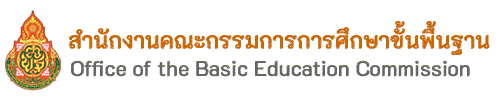 สำนักงานคณะกรรมการการศึกษาขั้นพื้นฐาน
Office of the Basic Education Commission